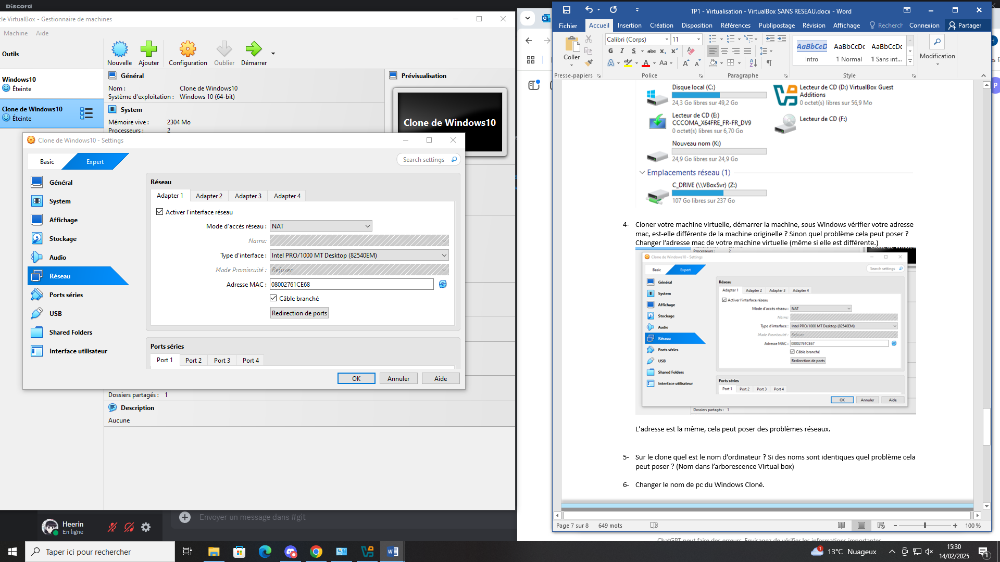 Discord
cle VirtualBox - Gestionnaire de machines
Machine
Aide
Outils
Nouvelle
Ajouter
Configuration
Oublier
Démarrer
Windows10
Éteinte
Clone de Windows10
Éteinte
Général
Nom :
Clone de Windows10
Système d'exploitation :
Windows 10 (64-bit)
System
Mémoire vive :
2304 Mo
Processeurs :
2
Prévisualisation
Clone de Windows10
Clone de Windows10 - Settings
Basic
Expert
Search settings
Général
System
Affichage
Stockage
Audio
Réseau
Ports séries
USB
Shared Folders
Interface utilisateur
Réseau
Adapter 1
Adapter 2
Adapter 3
Adapter 4
Activer l'interface réseau
Mode d'accès réseau :
NAT
Name:
Type d'interface :
Intel PRO/1000 MT Desktop (82540EM)
Mode Promiscuité :
Refuser
Adresse MAC :
08002761CE68
Câble branché
Redirection de ports
Ports séries
Port 1
Port 2
Port 3
Port 4
OK
Annuler
Aide
Dossiers partagés :
1
Description
Aucune
Heerin
En ligne
Envoyer un message dans #git
TP1 - Virtualisation - VirtualBox SANS RESEAU.docx - Word
Fichier
Accueil
Insertion
Création
Disposition
Références
Publipostage
Révision
Affichage
Recherch
Connexion
Partager
Coller
Presse-papiers
Calibri (Corps)
11
G
I
S
abc
x₂
x²
A
ab
A
Aa
A
A
Police
Paragraphe
AaBbCcD
AaBbCcDc
AaBbCcDc
Intro
¶ Normal
¶ Sans int...
Style
Modification
Disque local (C:)
24,3 Go libres sur 49,2 Go
Lecteur de CD (D:) VirtualBox Guest
Additions
0 octet(s) libres sur 56,9 Mo
Lecteur de CD (E:)
CCCOMA_X64FRE_FR-FR_DV9
0 octet(s) libres sur 6,70 Go
Lecteur de CD (F:)
Nouveau nom (K:)
24,9 Go libres sur 24,9 Go
Emplacements réseau (1)
C_DRIVE (\\VBoxSvr) (Z:)
107 Go libres sur 237 Go
4- Cloner votre machine virtuelle, démarrer la machine, sous Windows vérifier votre adresse
mac, est-elle différente de la machine originelle ? Sinon quel problème cela peut poser ?
Changer l'adresse mac de votre machine virtuelle (même si elle est différente.)
Processeurs :
2
Clone de Windows10 - Settings
Basic
Expert
Search settings
Général
System
Affichage
Stockage
Audio
Réseau
Ports séries
USB
Shared Folders
Interface utilisateur
Réseau
Adapter 1
Adapter 2
Adapter 3
Adapter 4
Activer l'interface réseau
Mode d'accès réseau :
NAT
Name:
Type d'interface :
Intel PRO/1000 MT Desktop (82540EM)
Mode Promiscuité :
Refuser
Adresse MAC :
08002761CE67
Câble branché
Redirection de ports
Ports séries
Port 1
Port 2
Port 3
Port 4
OK
Annuler
Aide
Dossiers partagés :
1
L'adresse est la même, cela peut poser des problèmes réseaux.
5- Sur le clone quel est le nom d'ordinateur ? Si des noms sont identiques quel problème cela
peut poser ? (Nom dans l'arborescence Virtual box)
6- Changer le nom de pc du Windows Cloné.
Page 7 sur 8
649 mots
100 %
ChatGPT peut faire des erreurs. Envisagez de vérifier les informations importantes.
Taper ici pour rechercher
1
13°C Nuageux
15:30
14/02/2025
1